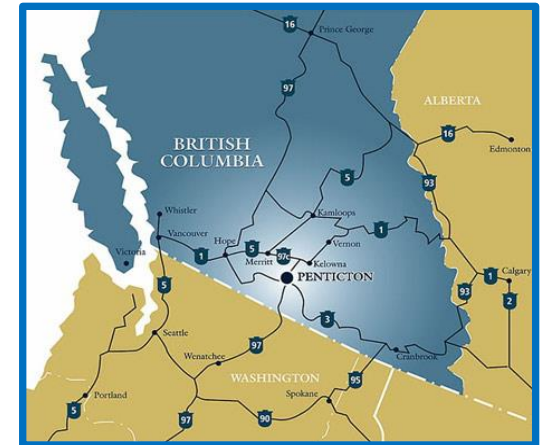 16
Prince George
97
ALBERTA
16
Edmonton
BRITISH
COLUMBIA
5
93
Whistler
Kamloops
Vancouver
1
Hope
5
97c
Vernon
1
Victoria
Merritt
Kelowna
PENTICTON
1
Calgary
5
93
2
3
Seattle
97
Cranbrook
Wenatchee
WASHINGTON
95
Portland
Spokane
5
97
90